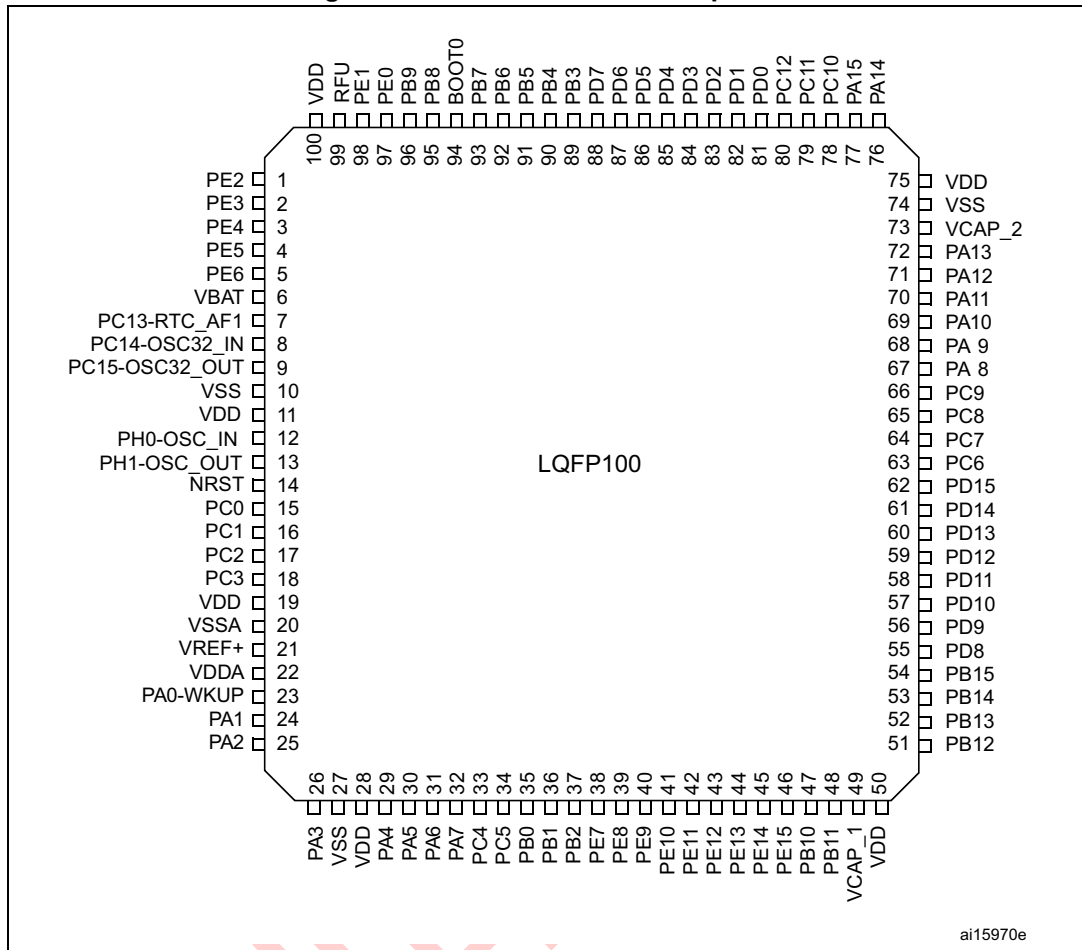 VDD RFU PE1 PE0 PB9 PB8 BOOT0 PB7 PB6 PB5 PB4 PB3 PD7 PD6 PD5 PD4 PD3 PD2 PD1 PD0 PC12 PC11 PC10 PA15 PA14
100 99 98 97 96 95 94 93 92 91 90 89 88 87 86 85 84 83 82 81 80 79 78 77 76
PE2 1
PE3 2
PE4 3
PE5 4
PE6 5
VBAT 6
PC13-RTC_AF1 7
PC14-OSC32_IN 8
PC15-OSC32_OUT 9
VSS 10
VDD 11
PH0-OSC_IN 12
PH1-OSC_OUT 13
NRST 14
PC0 15
PC1 16
PC2 17
PC3 18
VDD 19
VSSA 20
VREF+ 21
VDDA 22
PA0-WKUP 23
PA1 24
PA2 25
LQFP100
75 VDD
74 VSS
73 VCAP_2
72 PA13
71 PA12
70 PA11
69 PA10
68 PA 9
67 PA 8
66 PC9
65 PC8
64 PC7
63 PC6
62 PD15
61 PD14
60 PD13
59 PD12
58 PD11
57 PD10
56 PD9
55 PD8
54 PB15
53 PB14
52 PB13
51 PB12
26 27 28 29 30 31 32 33 34 35 36 37 38 39 40 41 42 43 44 45 46 47 48 49 50
PA3 VSS VDD PA4 PA5 PA6 PA7 PC4 PC5 PB0 PB1 PB2 PE7 PE8 PE9 PE10 PE11 PE12 PE13 PE14 PE15 PB10 PB11 VCAP_1 VDD
ai15970e